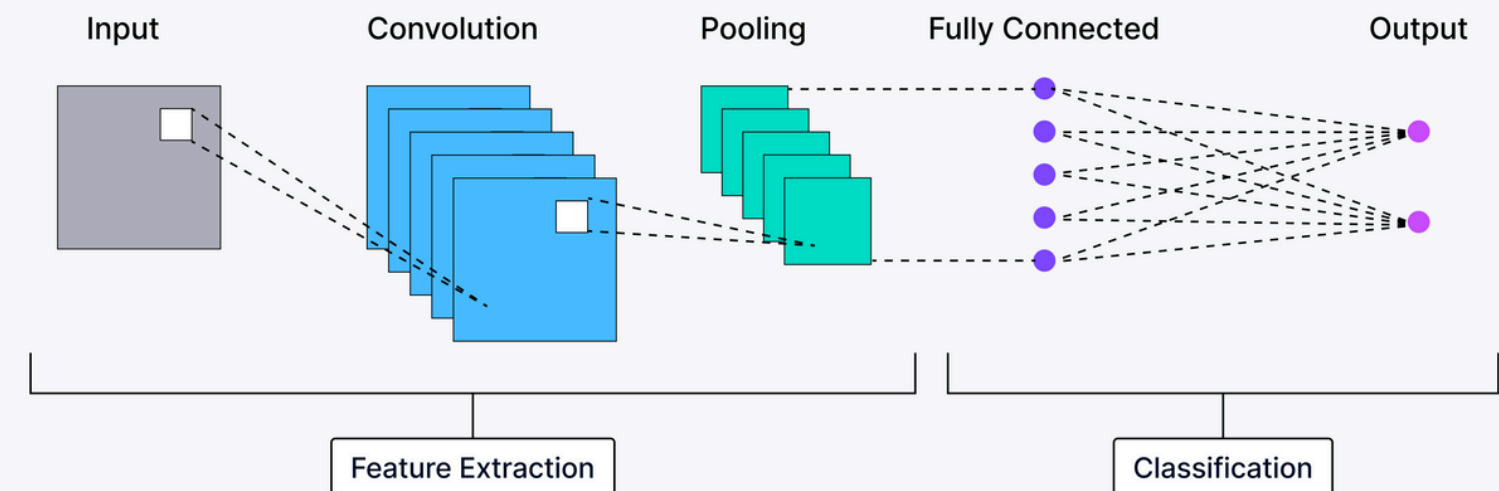 Input
Convolution
Pooling
Fully Connected
Output
Feature Extraction
Classification